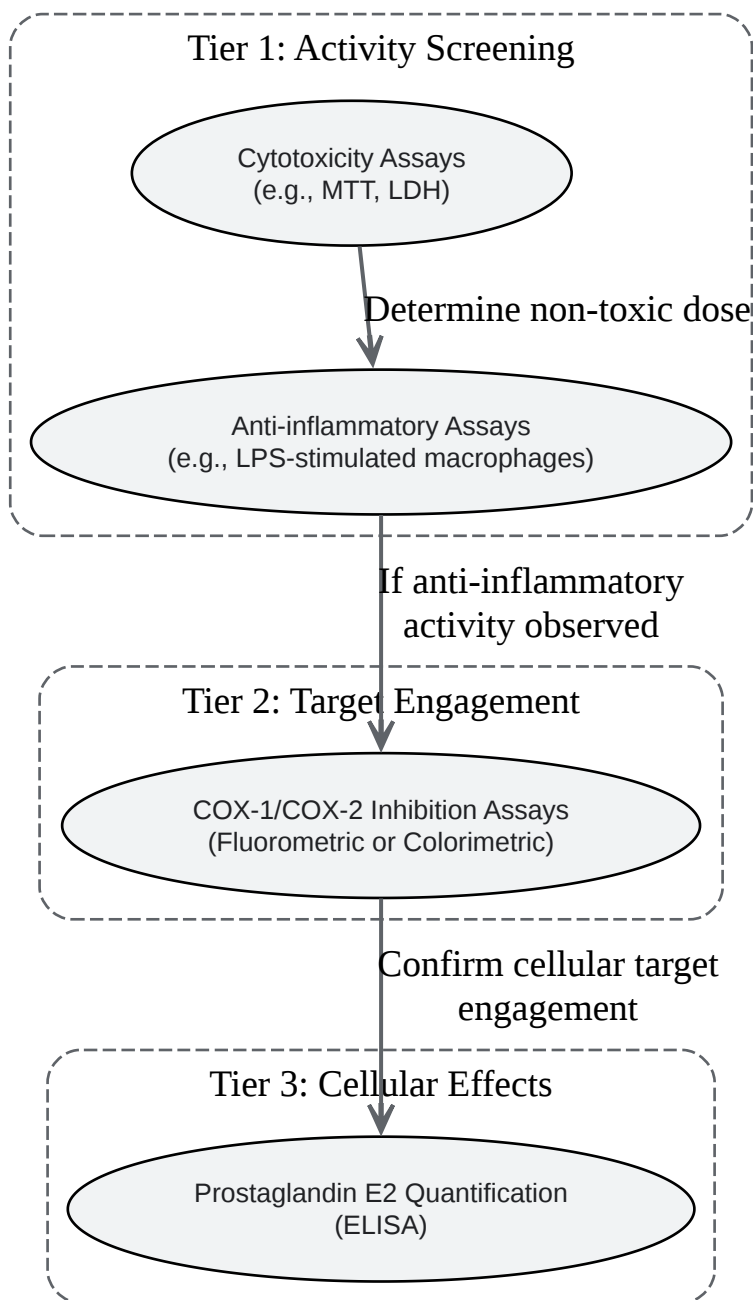 Tier 1: Activity Screening
Cytotoxicity Assays
(e.g., MTT, LDH)
Determine non-toxic dose
Anti-inflammatory Assays
(e.g., LPS-stimulated macrophages)
If anti-inflammatory
activity observed
Tier 2: Target Engagement
COX-1/COX-2 Inhibition Assays
(Fluorometric or Colorimetric)
Confirm cellular target
engagement
Tier 3: Cellular Effects
Prostaglandin E2 Quantification
(ELISA)